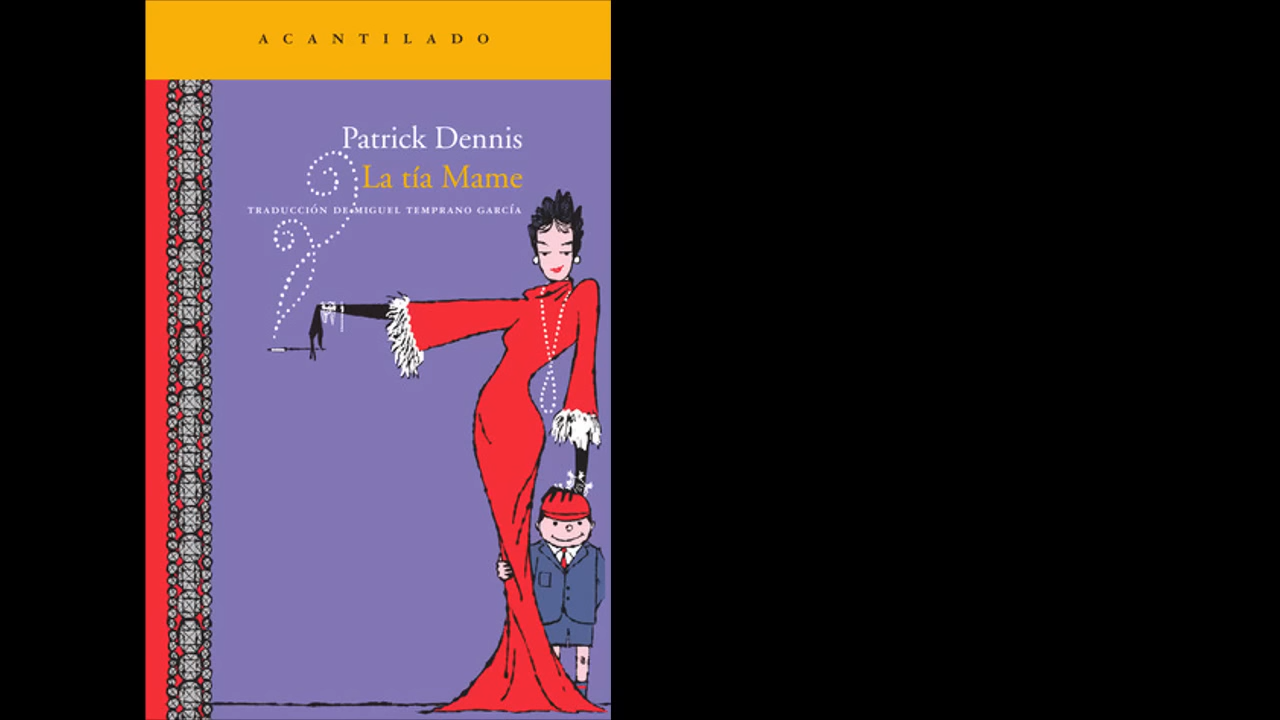 ACANTILADO
Patrick Dennis
La tía Mame
TRADUCCIÓN DE MIGUEL TEMPRANO GARCÍA